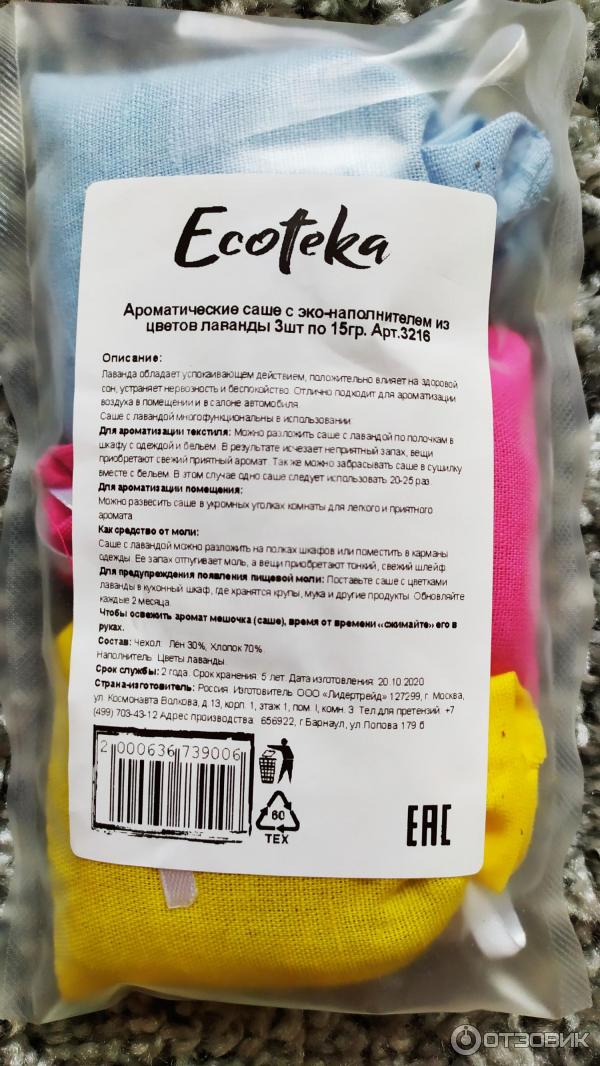 Ecoteka
Ароматические саше с эко-наполнителем из
цветов лаванды 3шт по 15гр. Арт.3216
Описание:
Лаванда обладает успокаивающем действием, положительно влияет на здоровой
сон, устраняет нервозность и беспокойство. Отлично подходит для ароматизации
воздуха в помещении и в салоне автомобиля.
Саше с лавандой многофункциональны в использовании:
Для ароматизации текстиля: Можно разложить саше с лавандой по полочкам в
шкафу с одеждой и бельем. В результате исчезает неприятный запах, вещи
приобретают свежий приятный аромат. Так же можно забрасывать саше в сушилку
вместе с бельем. В этом случае одно саше следует использовать 20-25 раз.
Для ароматизации помещения:
Можно развесить саше в укромных уголках комнаты для легкого и приятного
аромата.
Как средство от моли:
Саше с лавандой можно разложить на полках шкафов или поместить в карманы
одежды. Ее запах отпугивает моль, а вещи приобретают тонкий, свежий шлейф.
Для предупреждения появления пищевой моли: Поставьте саше с цветками
лаванды в кухонный шкаф, где хранятся крупы, мука и другие продукты. Обновляйте
каждые 2 месяца.
Чтобы освежить аромат мешочка (саше), время от времени «сжимайте» его в
руках.
Состав: Чехол: Лён 30%, Хлопок 70%
Наполнитель: Цветы лаванды
Срок службы: 2 года. Срок хранения: 5 лет. Дата изготовления: 20.10.2020
Страна-изготовитель: Россия. Изготовитель ООО «Лидертрейд» 127299, г. Москва,
ул. Космонавта Волкова, д.13, корп. 1, этаж 1, пом. I, комн. 3. Тел.для претензий: +7
(499) 703-43-12 Адрес производства: 656922, г.Барнаул, ул.Попова 179 б
2 000636 739006
60
TEX
EAC
ОТЗОВИК